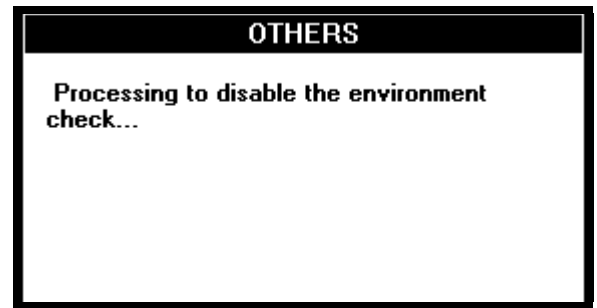 OTHERS
Processing to disable the environment
check...